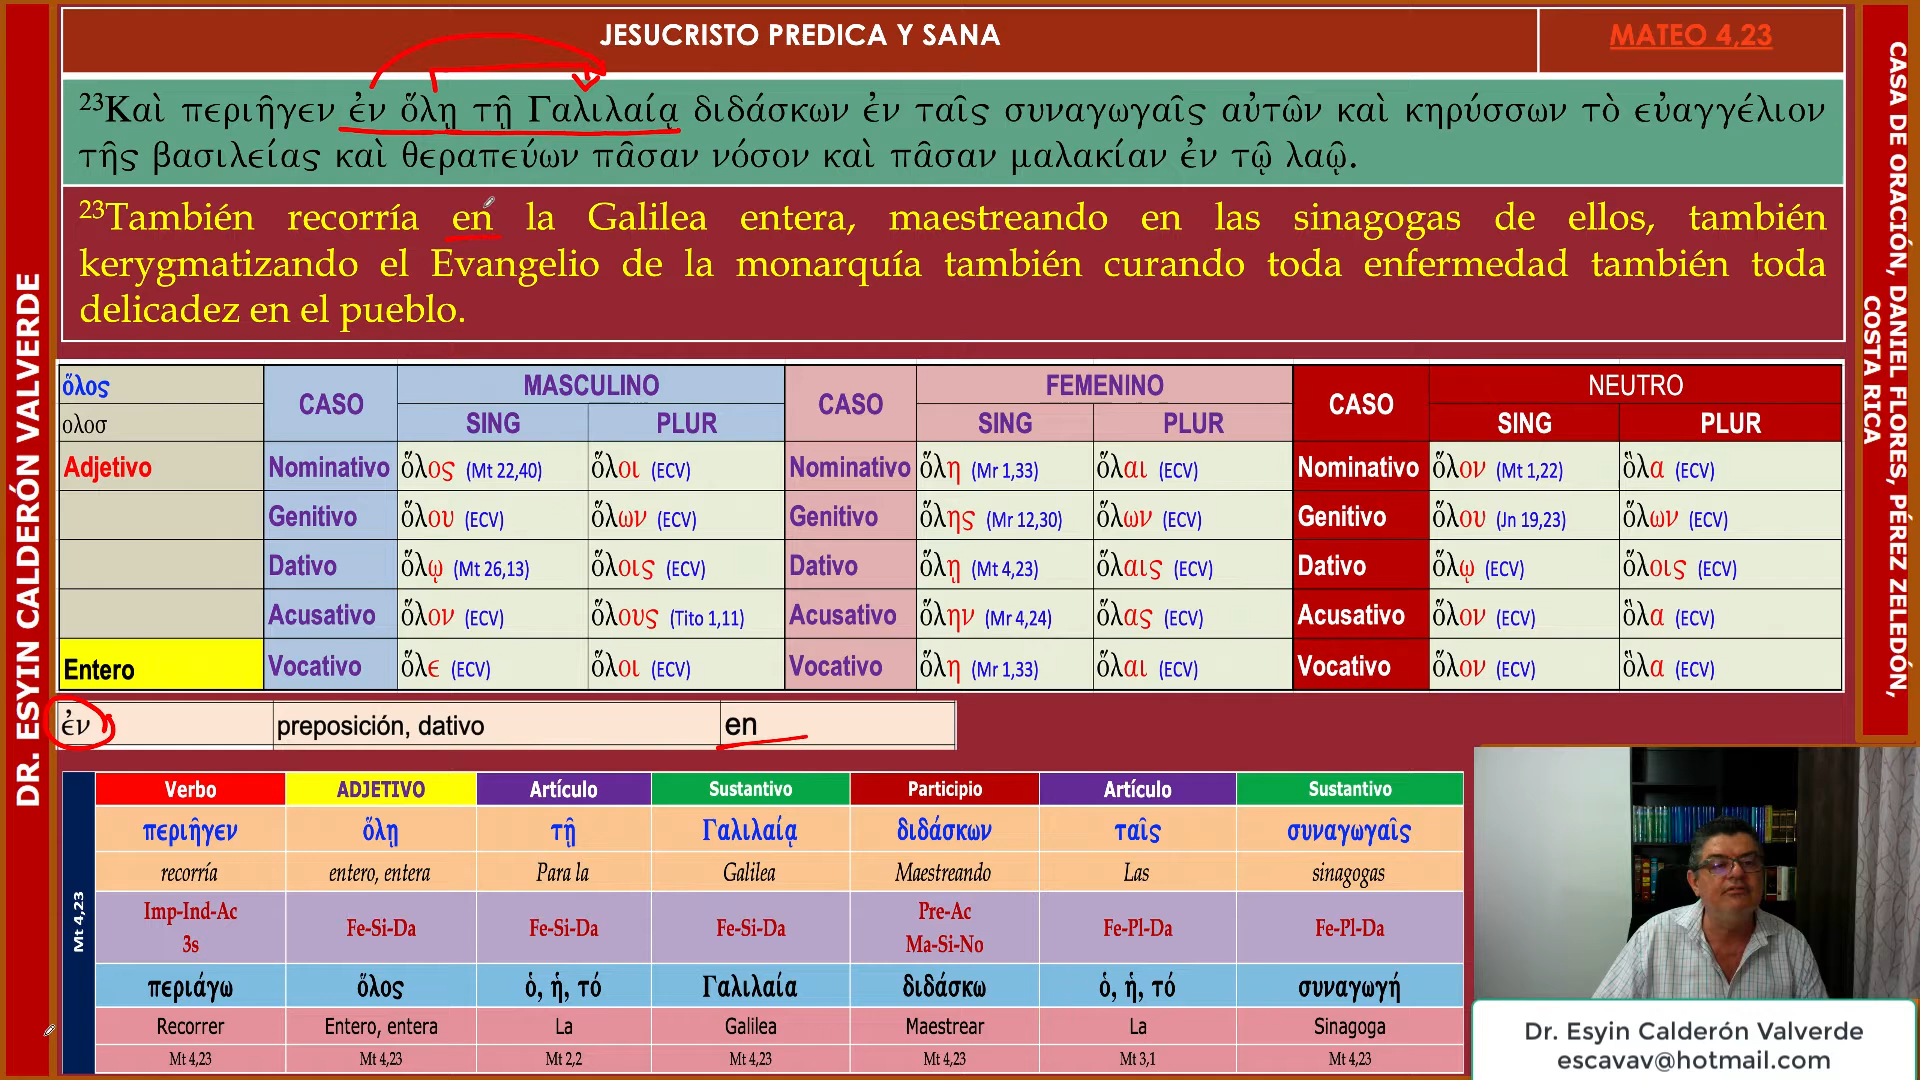 JESUCRISTO PREDICA Y SANA
MATEO 4,23
²³Καὶ περιῆγεν ἐν ὅλῃ τῇ Γαλιλαίᾳ διδάσκων ἐν ταῖς συναγωγαῖς αὐτῶν καὶ κηρύσσων τὸ εὐαγγέλιον
τῆς βασιλείας καὶ θεραπεύων πᾶσαν νόσον καὶ πᾶσαν μαλακίαν ἐν τῷ λαῷ.
²³También recorría en la Galilea entera, maestreando en las sinagogas de ellos, también
kerygmatizando el Evangelio de la monarquía también curando toda enfermedad también toda
delicadez en el pueblo.
DR. ESYIN CALDERÓN VALVERDE
CASA DE ORACIÓN, DANIEL FLORES, PÉREZ ZELEDÓN,
COSTA RICA
ὅλος CASO MASCULINO CASO FEMENINO CASO NEUTRO
ολοσ SING PLUR SING PLUR SING PLUR
Adjetivo Nominativo ὅλος (Mt 22,40) ὅλοι (ECV) Nominativo ὅλη (Mr 1,33) ὅλαι (ECV) Nominativo ὅλον (Mt 1,22) ὅλα (ECV)
Genitivo ὅλου (ECV) ὅλων (ECV) Genitivo ὅλης (Mr 12,30) ὅλων (ECV) Genitivo ὅλου (Jn 19,23) ὅλων (ECV)
Dativo ὅλῳ (Mt 26,13) ὅλοις (ECV) Dativo ὅλῃ (Mt 4,23) ὅλαις (ECV) Dativo ὅλῳ (ECV) ὅλοις (ECV)
Acusativo ὅλον (ECV) ὅλους (Tito 1,11) Acusativo ὅλην (Mr 4,24) ὅλας (ECV) Acusativo ὅλον (ECV) ὅλα (ECV)
Entero Vocativo ὅλε (ECV) ὅλοι (ECV) Vocativo ὅλη (Mr 1,33) ὅλαι (ECV) Vocativo ὅλον (ECV) ὅλα (ECV)
ἐν preposición, dativo en
Mt 4,23
Verbo ADJETIVO Artículo Sustantivo Participio Artículo Sustantivo
περιῆγεν ὅλῃ τῇ Γαλιλαίᾳ διδάσκων ταῖς συναγωγαῖς
recorría entero, entera Para la Galilea Maestreando Las sinagogas
Imp-Ind-Ac 3s Fe-Si-Da Fe-Si-Da Fe-Si-Da Pre-Ac Ma-Si-No Fe-Pl-Da Fe-Pl-Da
περιάγω ὅλος ὁ, ἡ, τό Γαλιλαία διδάσκω ὁ, ἡ, τό συναγωγή
Recorrer Entero, entera La Galilea Maestrear La Sinagoga
Mt 4,23 Mt 4,23 Mt 2,2 Mt 4,23 Mt 4,23 Mt 3,1 Mt 4,23
Dr. Esyin Calderón Valverde
escavav@hotmail.com